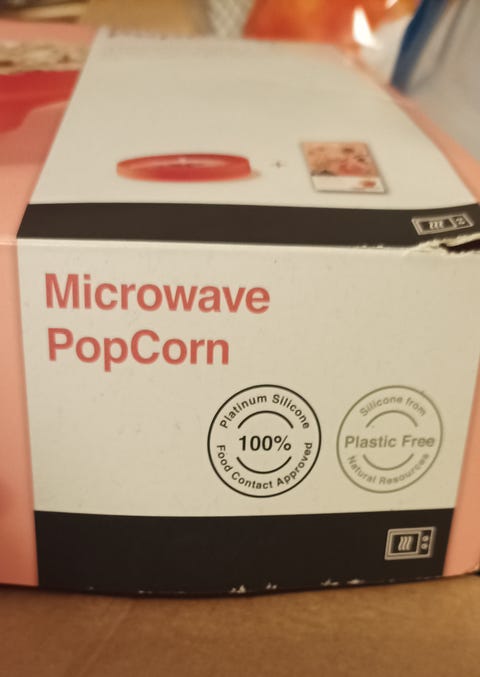 Microwave
PopCorn
Platinum Silicone
100%
Food Contact Approved
Silicone from
Plastic Free
Natural Resources